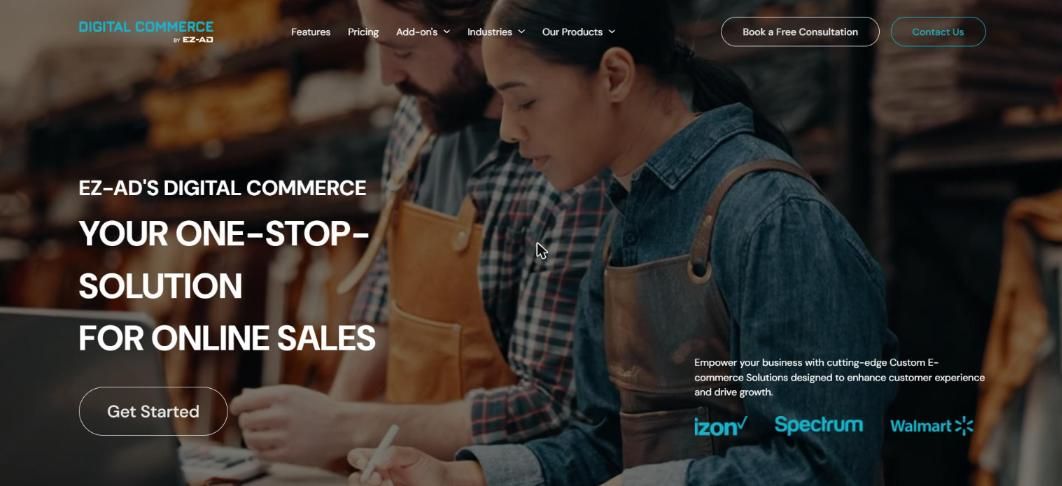 DIGITAL COMMERCE
BY EZ-AD
Features Pricing Add-on's Industries Our Products Book a Free Consultation Contact Us
EZ-AD'S DIGITAL COMMERCE
YOUR ONE-STOP-
SOLUTION
FOR ONLINE SALES
Get Started
Empower your business with cutting-edge Custom E-
commerce Solutions designed to enhance customer experience
and drive growth.
izon Spectrum Walmart